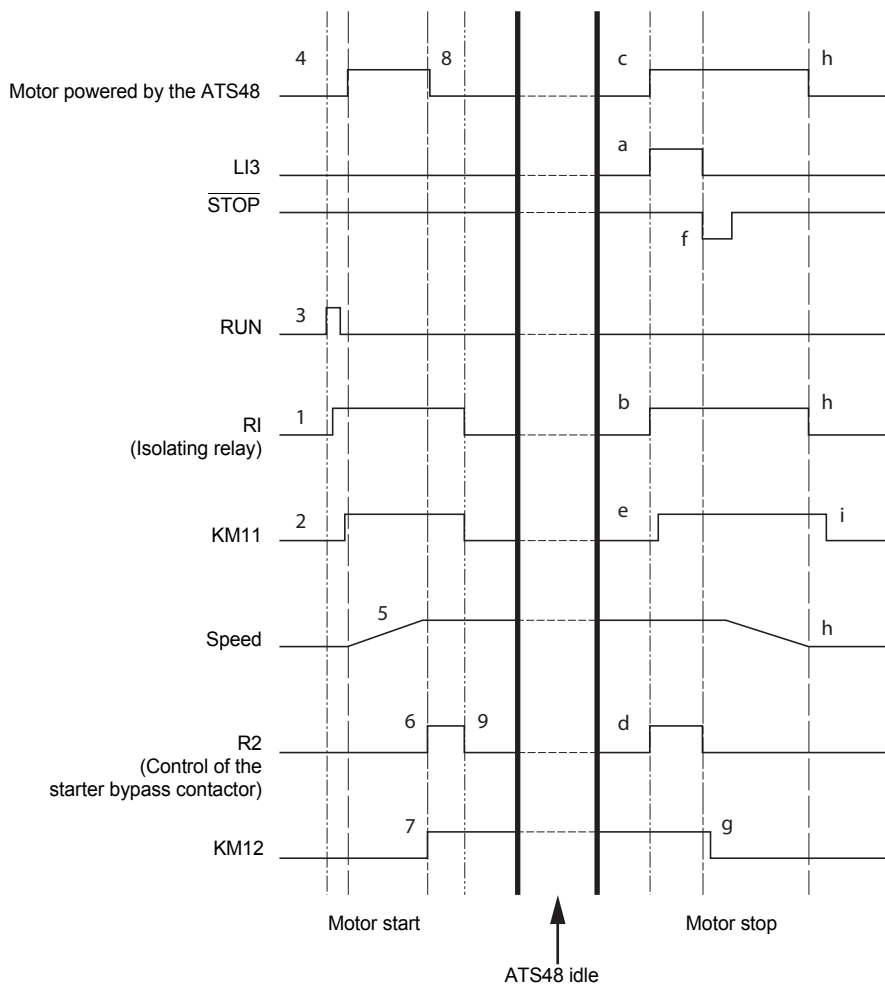 4 8 c h
Motor powered by the ATS48
a
LI3
STOP
f
3
RUN
1 b h
RI
(Isolating relay)
2 e i
KM11
5
Speed h
6 9 d
R2
(Control of the
starter bypass contactor)
7 g
KM12
Motor start Motor stop
ATS48 idle